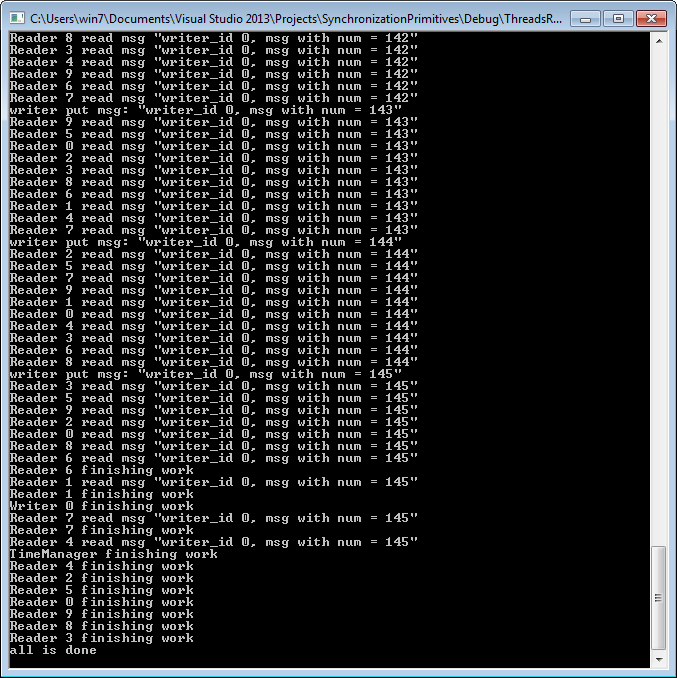 C:\Users\win7\Documents\Visual Studio 2013\Projects\SynchronizationPrimitives\Debug\ThreadsR...
Reader 8 read msg "writer_id 0, msg with num = 142"
Reader 3 read msg "writer_id 0, msg with num = 142"
Reader 4 read msg "writer_id 0, msg with num = 142"
Reader 9 read msg "writer_id 0, msg with num = 142"
Reader 6 read msg "writer_id 0, msg with num = 142"
Reader 7 read msg "writer_id 0, msg with num = 142"
writer put msg: "writer_id 0, msg with num = 143"
Reader 9 read msg "writer_id 0, msg with num = 143"
Reader 5 read msg "writer_id 0, msg with num = 143"
Reader 0 read msg "writer_id 0, msg with num = 143"
Reader 2 read msg "writer_id 0, msg with num = 143"
Reader 3 read msg "writer_id 0, msg with num = 143"
Reader 8 read msg "writer_id 0, msg with num = 143"
Reader 6 read msg "writer_id 0, msg with num = 143"
Reader 1 read msg "writer_id 0, msg with num = 143"
Reader 4 read msg "writer_id 0, msg with num = 143"
Reader 7 read msg "writer_id 0, msg with num = 143"
writer put msg: "writer_id 0, msg with num = 144"
Reader 2 read msg "writer_id 0, msg with num = 144"
Reader 5 read msg "writer_id 0, msg with num = 144"
Reader 7 read msg "writer_id 0, msg with num = 144"
Reader 9 read msg "writer_id 0, msg with num = 144"
Reader 1 read msg "writer_id 0, msg with num = 144"
Reader 0 read msg "writer_id 0, msg with num = 144"
Reader 4 read msg "writer_id 0, msg with num = 144"
Reader 3 read msg "writer_id 0, msg with num = 144"
Reader 6 read msg "writer_id 0, msg with num = 144"
Reader 8 read msg "writer_id 0, msg with num = 144"
writer put msg: "writer_id 0, msg with num = 145"
Reader 3 read msg "writer_id 0, msg with num = 145"
Reader 5 read msg "writer_id 0, msg with num = 145"
Reader 9 read msg "writer_id 0, msg with num = 145"
Reader 2 read msg "writer_id 0, msg with num = 145"
Reader 0 read msg "writer_id 0, msg with num = 145"
Reader 8 read msg "writer_id 0, msg with num = 145"
Reader 6 read msg "writer_id 0, msg with num = 145"
Reader 6 finishing work
Reader 1 read msg "writer_id 0, msg with num = 145"
Reader 1 finishing work
Writer 0 finishing work
Reader 7 read msg "writer_id 0, msg with num = 145"
Reader 7 finishing work
Reader 4 read msg "writer_id 0, msg with num = 145"
TimeManager finishing work
Reader 4 finishing work
Reader 2 finishing work
Reader 5 finishing work
Reader 0 finishing work
Reader 9 finishing work
Reader 8 finishing work
Reader 3 finishing work
all is done